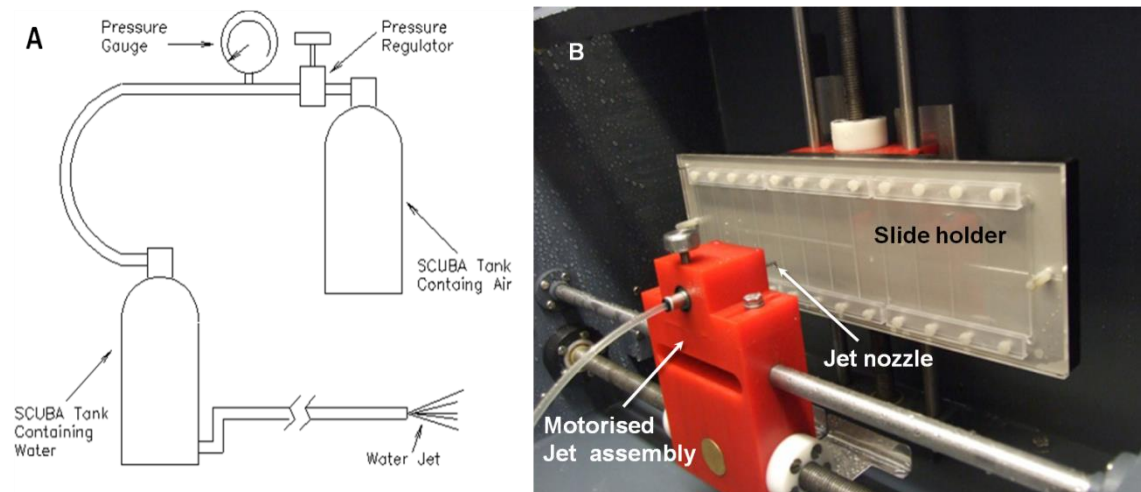 A
Pressure
Gauge
Pressure
Regulator
SCUBA Tank
Containg Air
SCUBA Tank
Containing
Water
Water Jet
B
Slide holder
Jet nozzle
Motorised
Jet assembly